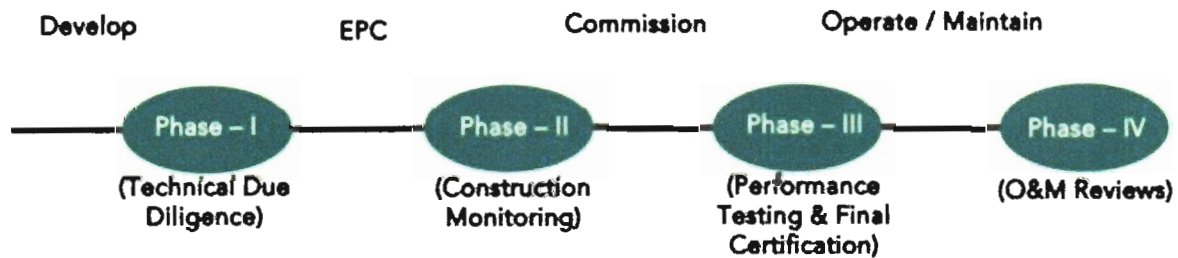 Develop
EPC
Commission
Operate / Maintain
Phase – I
Phase – II
Phase – III
Phase – IV
(Technical Due
Diligence)
(Construction
Monitoring)
(Performance
Testing & Final
Certification)
(O&M Reviews)